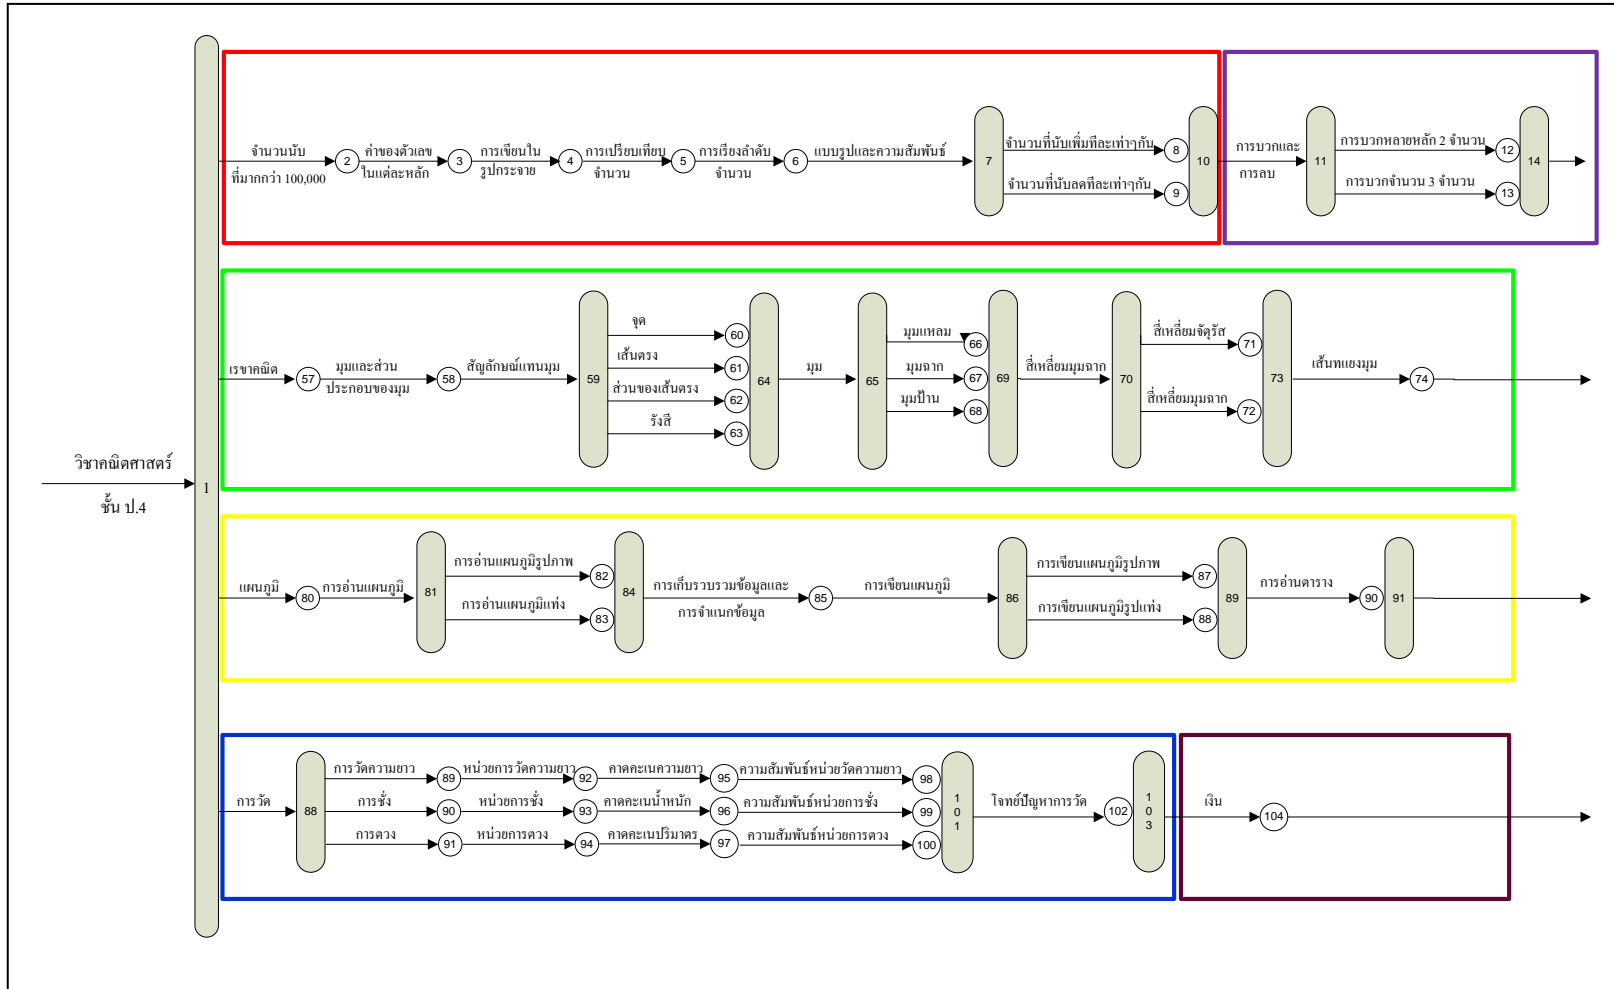 วิชาคณิตศาสตร์
ชั้น ป.4
1
จำนวนนับ
ที่มากกว่า 100,000
2
ค่าของตัวเลข
ในแต่ละหลัก
3
การเขียนใน
รูปกระจาย
4
การเปรียบเทียบ
จำนวน
5
การเรียงลำดับ
จำนวน
6
แบบรูปและความสัมพันธ์
7
จำนวนที่นับเพิ่มทีละเท่าๆกัน
8
จำนวนที่นับลดทีละเท่าๆกัน
9
10
การบวกและ
การลบ
11
การบวกหลายหลัก 2 จำนวน
12
การบวกจำนวน 3 จำนวน
13
14
เรขาคณิต
57
มุมและส่วน
ประกอบของมุม
58
สัญลักษณ์แทนมุม
59
จุด
60
เส้นตรง
61
ส่วนของเส้นตรง
62
รังสี
63
64
มุม
65
มุมแหลม
66
มุมฉาก
67
มุมป้าน
68
69
สี่เหลี่ยมมุมฉาก
70
สี่เหลี่ยมจัตุรัส
71
สี่เหลี่ยมมุมฉาก
72
73
เส้นทแยงมุม
74
แผนภูมิ
80
การอ่านแผนภูมิ
81
การอ่านแผนภูมิรูปภาพ
82
การอ่านแผนภูมิแท่ง
83
84
การเก็บรวบรวมข้อมูลและ
การจำแนกข้อมูล
85
การเขียนแผนภูมิ
86
การเขียนแผนภูมิรูปภาพ
87
การเขียนแผนภูมิรูปแท่ง
88
89
การอ่านตาราง
90
91
การวัด
88
การวัดความยาว
89
หน่วยการวัดความยาว
92
คาดคะเนความยาว
95
ความสัมพันธ์หน่วยวัดความยาว
98
การชั่ง
90
หน่วยการชั่ง
93
คาดคะเนน้ำหนัก
96
ความสัมพันธ์หน่วยการชั่ง
99
การตวง
91
หน่วยการตวง
94
คาดคะเนปริมาตร
97
ความสัมพันธ์หน่วยการตวง
100
101
โจทย์ปัญหาการวัด
102
103
เงิน
104